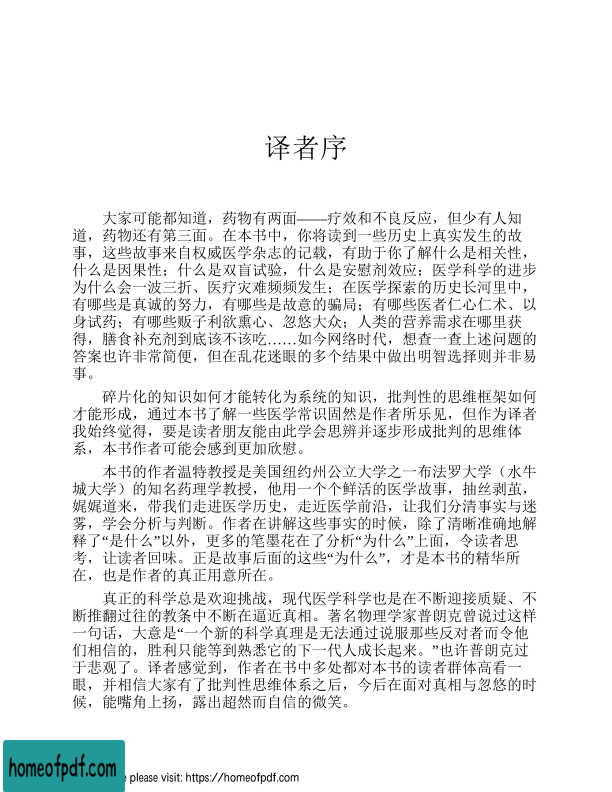 译者序
大家可能都知道，药物有两面——疗效和不良反应，但少有人知
道，药物还有第三面。在本书中，你将读到一些历史上真实发生的故
事，这些故事来自权威医学杂志的记载，有助于你了解什么是相关性，
什么是因果性；什么是双盲试验，什么是安慰剂效应；医学科学的进步
为什么会一波三折、医疗灾难频频发生；在医学探索的历史长河里中，
有哪些是真诚的努力，有哪些是故意的骗局；有哪些医者仁心仁术、以
身试药；有哪些贩子利欲熏心、忽悠大众；人类的营养需求在哪里获
得，膳食补充剂到底该不该吃……如今网络时代，想查一查上述问题的
答案也许非常简便，但在乱花迷眼的多个结果中做出明智选择则并非易
事。
碎片化的知识如何才能转化为系统的知识，批判性的思维框架如何
才能形成，通过本书了解一些医学常识固然是作者所乐见，但作为译者
我始终觉得，要是读者朋友能由此学会思辨并逐步形成批判的思维体
系，本书作者可能会感到更加欣慰。
本书的作者温特教授是美国纽约州公立大学之一布法罗大学（水牛
城大学）的知名药理学教授，他用一个个鲜活的医学故事，抽丝剥茧，
娓娓道来，带我们走进医学历史，走近医学前沿，让我们分清事实与迷
雾，学会分析与判断。作者在讲解这些事实的时候，除了清晰准确地解
释了“是什么”以外，更多的笔墨花在了分析“为什么”上面，令读者思
考，让读者回味。正是故事后面的这些“为什么”，才是本书的精华所
在，也是作者的真正用意所在。
真正的科学总是欢迎挑战，现代医学科学也是在不断迎接质疑、不
断推翻过往的教条中不断在逼近真相。著名物理学家普朗克曾说过这样
一句话，大意是“一个新的科学真理是无法通过说服那些反对者而令他
们相信的，胜利只能等到熟悉它的下一代人成长起来。”也许普朗克过
于悲观了。译者感觉到，作者在书中多处都对本书的读者群体高看一
眼，并相信大家有了批判性思维体系之后，今后在面对真相与忽悠的时
候，能嘴角上扬，露出超然而自信的微笑。
homeofpdf.com
please visit: https://homeofpdf.com